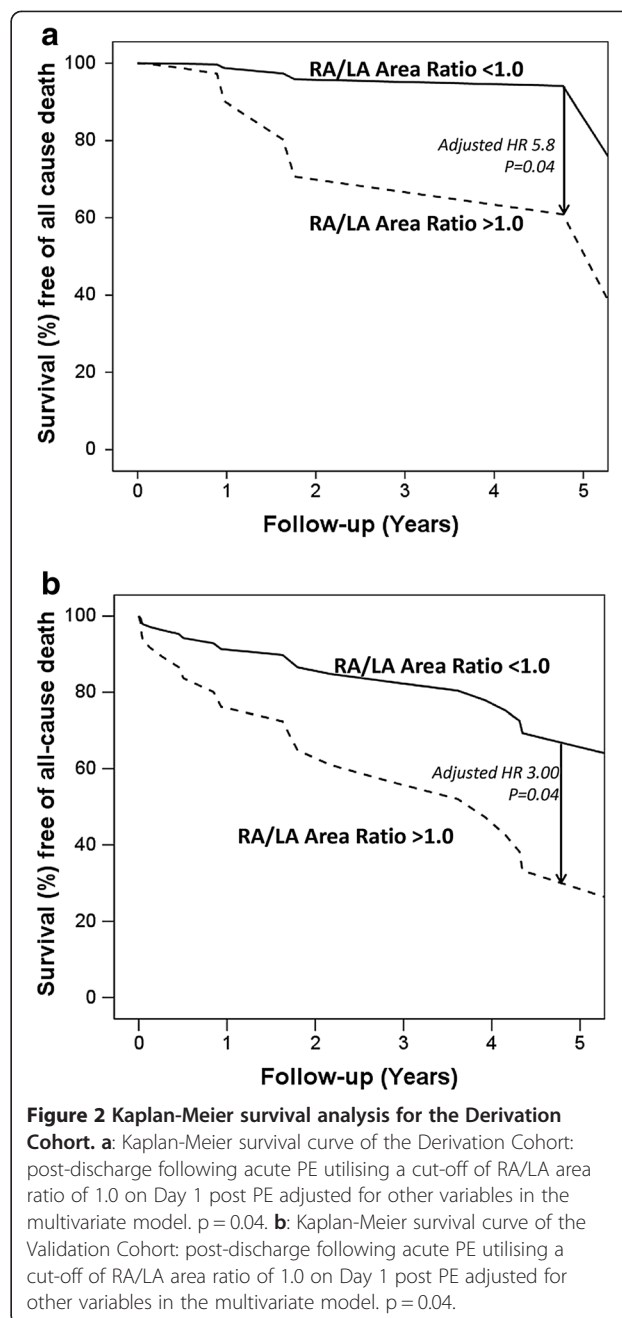 a
Survival (%) free of all cause death
100
80
60
40
20
0
RA/LA Area Ratio <1.0
Adjusted HR 5.8
P=0.04
RA/LA Area Ratio >1.0
0 1 2 3 4 5
Follow-up (Years)
b
Survival (%) free of all-cause death
100
80
60
40
20
0
RA/LA Area Ratio <1.0
Adjusted HR 3.00
P=0.04
RA/LA Area Ratio >1.0
0 1 2 3 4 5
Follow-up (Years)
Figure 2 Kaplan-Meier survival analysis for the Derivation
Cohort. a: Kaplan-Meier survival curve of the Derivation Cohort:
post-discharge following acute PE utilising a cut-off of RA/LA area
ratio of 1.0 on Day 1 post PE adjusted for other variables in the
multivariate model. p = 0.04. b: Kaplan-Meier survival curve of the
Validation Cohort: post-discharge following acute PE utilising a
cut-off of RA/LA area ratio of 1.0 on Day 1 post PE adjusted for
other variables in the multivariate model. p = 0.04.